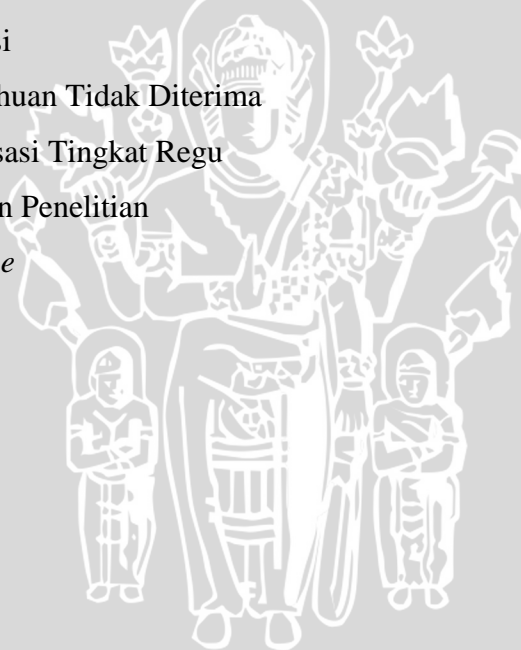 si
huan Tidak Diterima
sasi Tingkat Regu
n Penelitian
e